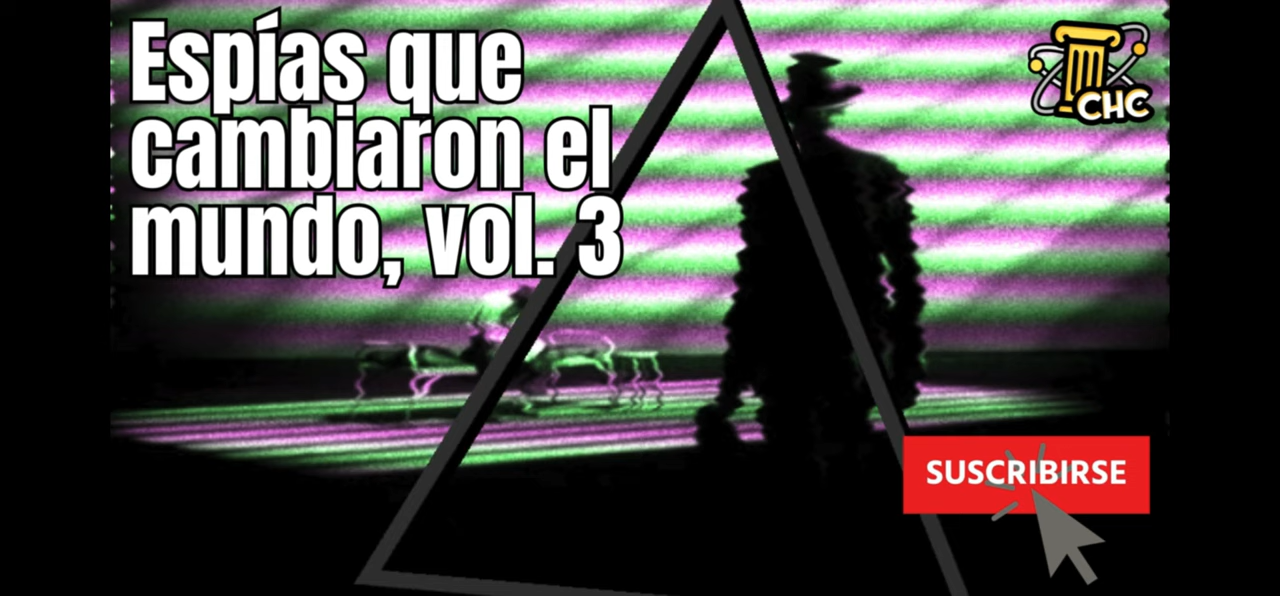 Espías que
cambiaron el
mundo, vol. 3
CHC
SUSCRIBIRSE